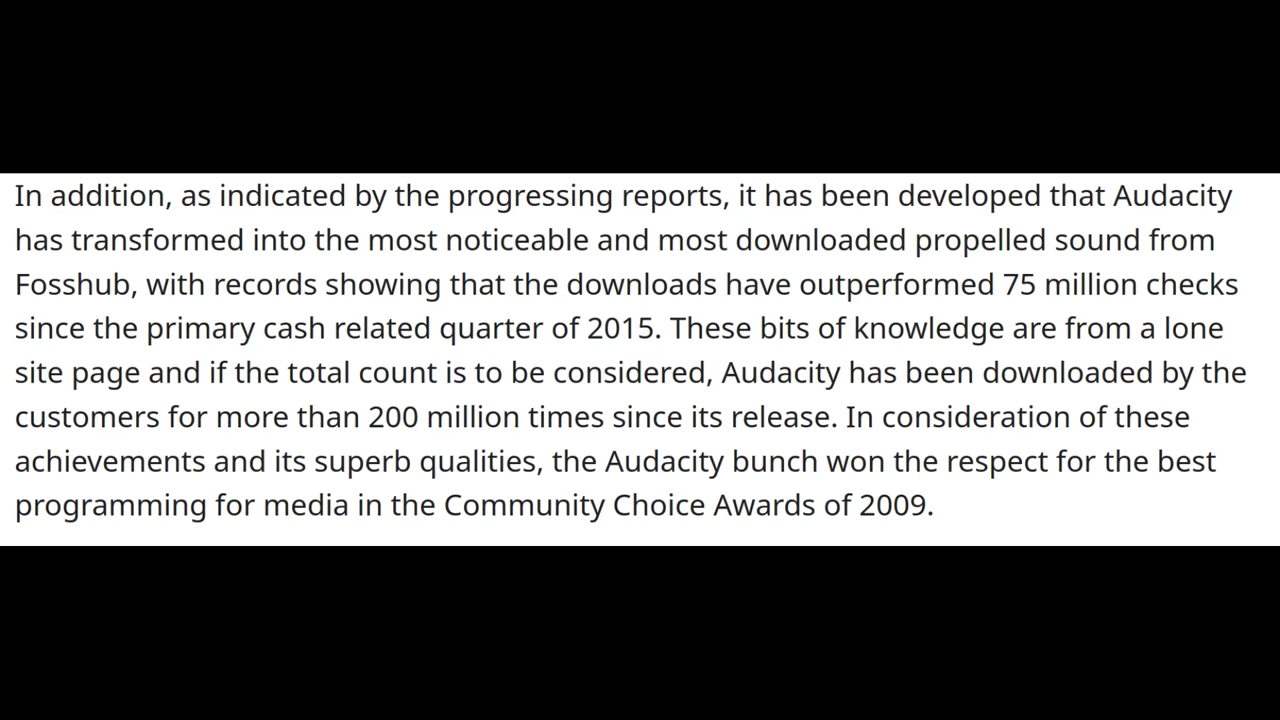 In addition, as indicated by the progressing reports, it has been developed that Audacity
has transformed into the most noticeable and most downloaded propelled sound from
Fosshub, with records showing that the downloads have outperformed 75 million checks
since the primary cash related quarter of 2015. These bits of knowledge are from a lone
site page and if the total count is to be considered, Audacity has been downloaded by the
customers for more than 200 million times since its release. In consideration of these
achievements and its superb qualities, the Audacity bunch won the respect for the best
programming for media in the Community Choice Awards of 2009.